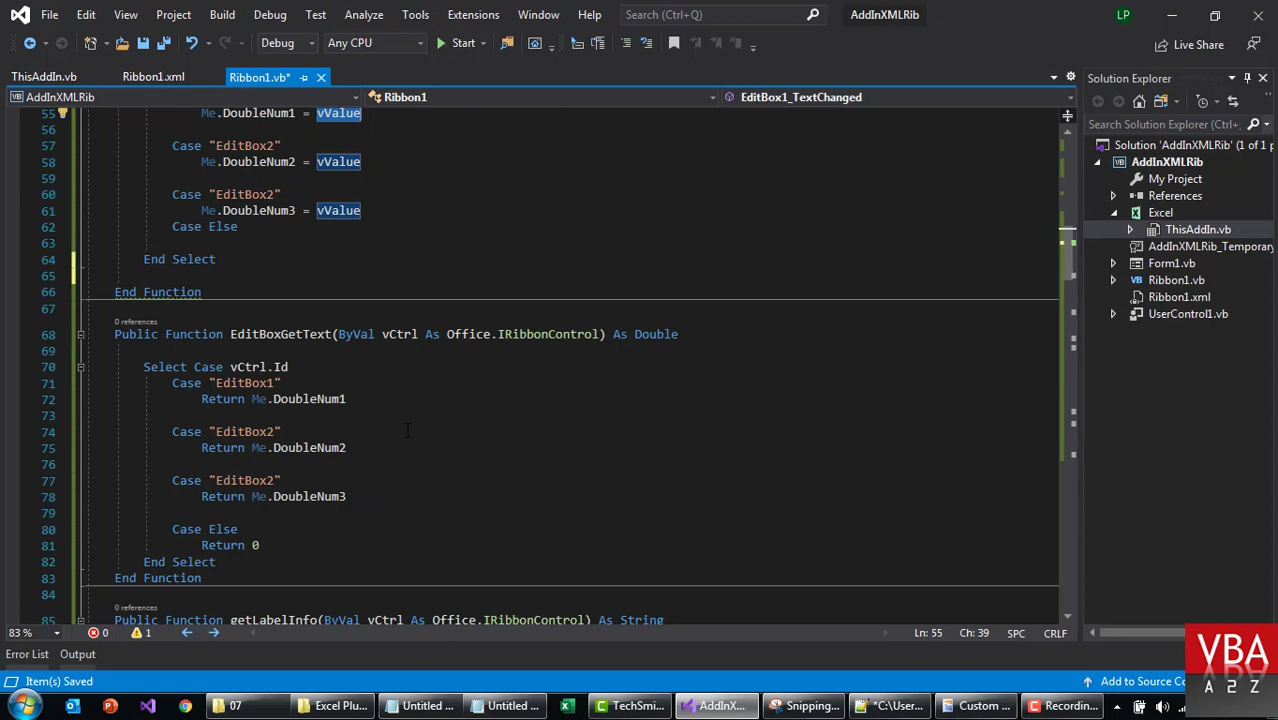 File Edit View Project Build Debug Test Analyze Tools Extensions Window Help Search (Ctrl+Q) AddInXMLRib LP
Debug Any CPU Start Live Share
ThisAddIn.vb Ribbon1.xml Ribbon1.vb*
AddInXMLRib Ribbon1 EditBox1_TextChanged
55 Me.DoubleNum1 = vValue
56
57 Case "EditBox2"
58 Me.DoubleNum2 = vValue
59
60 Case "EditBox2"
61 Me.DoubleNum3 = vValue
62 Case Else
63
64 End Select
65
66 End Function
67
0 references
68 Public Function EditBoxGetText(ByVal vCtrl As Office.IRibbonControl) As Double
69
70 Select Case vCtrl.Id
71 Case "EditBox1"
72 Return Me.DoubleNum1
73
74 Case "EditBox2"
75 Return Me.DoubleNum2
76
77 Case "EditBox2"
78 Return Me.DoubleNum3
79
80 Case Else
81 Return 0
82 End Select
83 End Function
84
0 references
85 Public Function getLabelInfo(ByVal vCtrl As Office.IRibbonControl) As String
83 % 0 1 Ln: 55 Ch: 39 SPC CRLF
Solution Explorer
Search Solution Explorer (Ctrl+;)
Solution 'AddInXMLRib' (1 of 1 p
AddInXMLRib
My Project
References
Excel
ThisAddIn.vb
AddInXMLRib_Temporary
Form1.vb
Ribbon1.vb
Ribbon1.xml
UserControl1.vb
Error List Output
Item(s) Saved Add to Source Co
07 Excel Plu... Untitled ... Untitled ... TechSmi... AddInX... Snipping... *C:\User... Custom ... Recordin...
VBA
A 2 Z